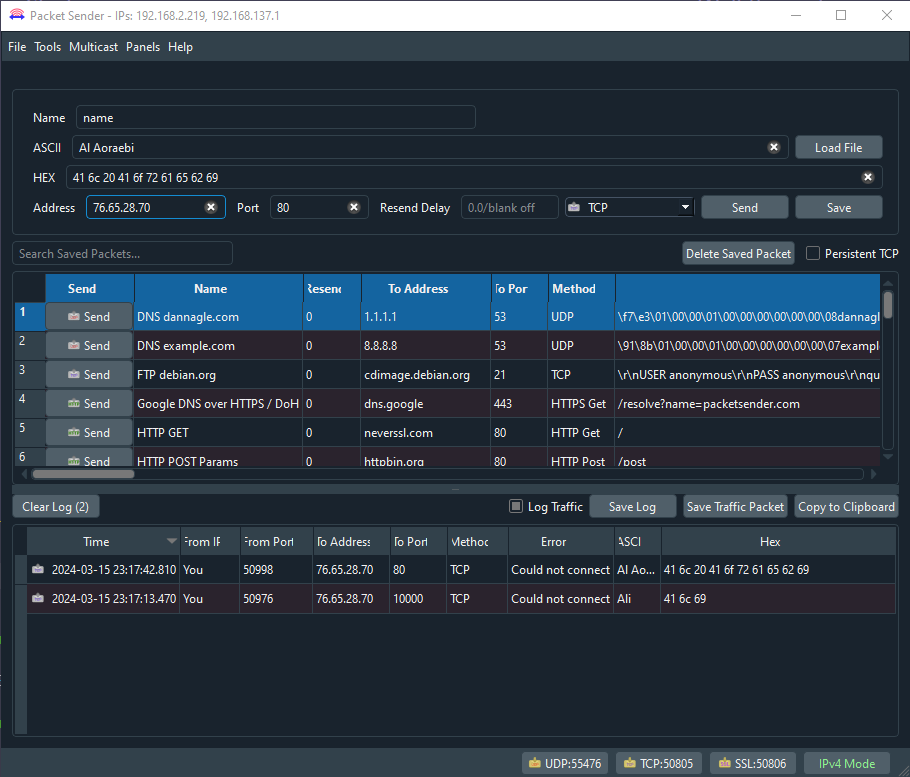 Packet Sender - IPs: 192.168.2.219, 192.168.137.1
File Tools Multicast Panels Help
Name name
ASCII Al Aoraebi Load File
HEX 41 6c 20 41 6f 72 61 65 62 69
Address 76.65.28.70 Port 80 Resend Delay 0.0/blank off TCP Send Save
Search Saved Packets... Delete Saved Packet Persistent TCP
Send Name Resend To Address To Por Method
1 Send DNS dannagle.com 0 1.1.1.1 53 UDP \f7\e3\01\00\00\01\00\00\00\00\00\00\08dannagl
2 Send DNS example.com 0 8.8.8.8 53 UDP \91\8b\01\00\00\01\00\00\00\00\00\00\07exampl
3 Send FTP debian.org 0 cdimage.debian.org 21 TCP \r\nUSER anonymous\r\nPASS anonymous\r\nqu
4 Send Google DNS over HTTPS / DoH 0 dns.google 443 HTTPS Get /resolve?name=packetsender.com
5 Send HTTP GET 0 neverssl.com 80 HTTP Get /
6 Send HTTP POST Params 0 httpbin.org 80 HTTP Post /post
Clear Log (2) Log Traffic Save Log Save Traffic Packet Copy to Clipboard
Time From IP From Port To Address To Port Method Error ASCI Hex
2024-03-15 23:17:42.810 You 50998 76.65.28.70 80 TCP Could not connect Al Ao... 41 6c 20 41 6f 72 61 65 62 69
2024-03-15 23:17:13.470 You 50976 76.65.28.70 10000 TCP Could not connect Ali 41 6c 69
UDP:55476 TCP:50805 SSL:50806 IPv4 Mode